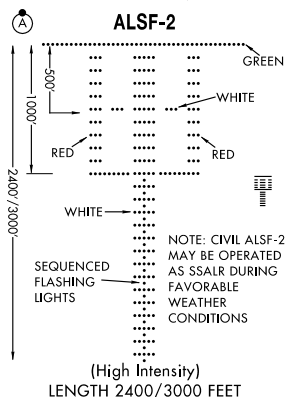 A
ALSF-2
GREEN
500'
1000'
2400'/3000'
WHITE
RED
RED
WHITE
SEQUENCED
FLASHING
LIGHTS
NOTE: CIVIL ALSF-2
MAY BE OPERATED
AS SSALR DURING
FAVORABLE
WEATHER
CONDITIONS
(High Intensity)
LENGTH 2400/3000 FEET